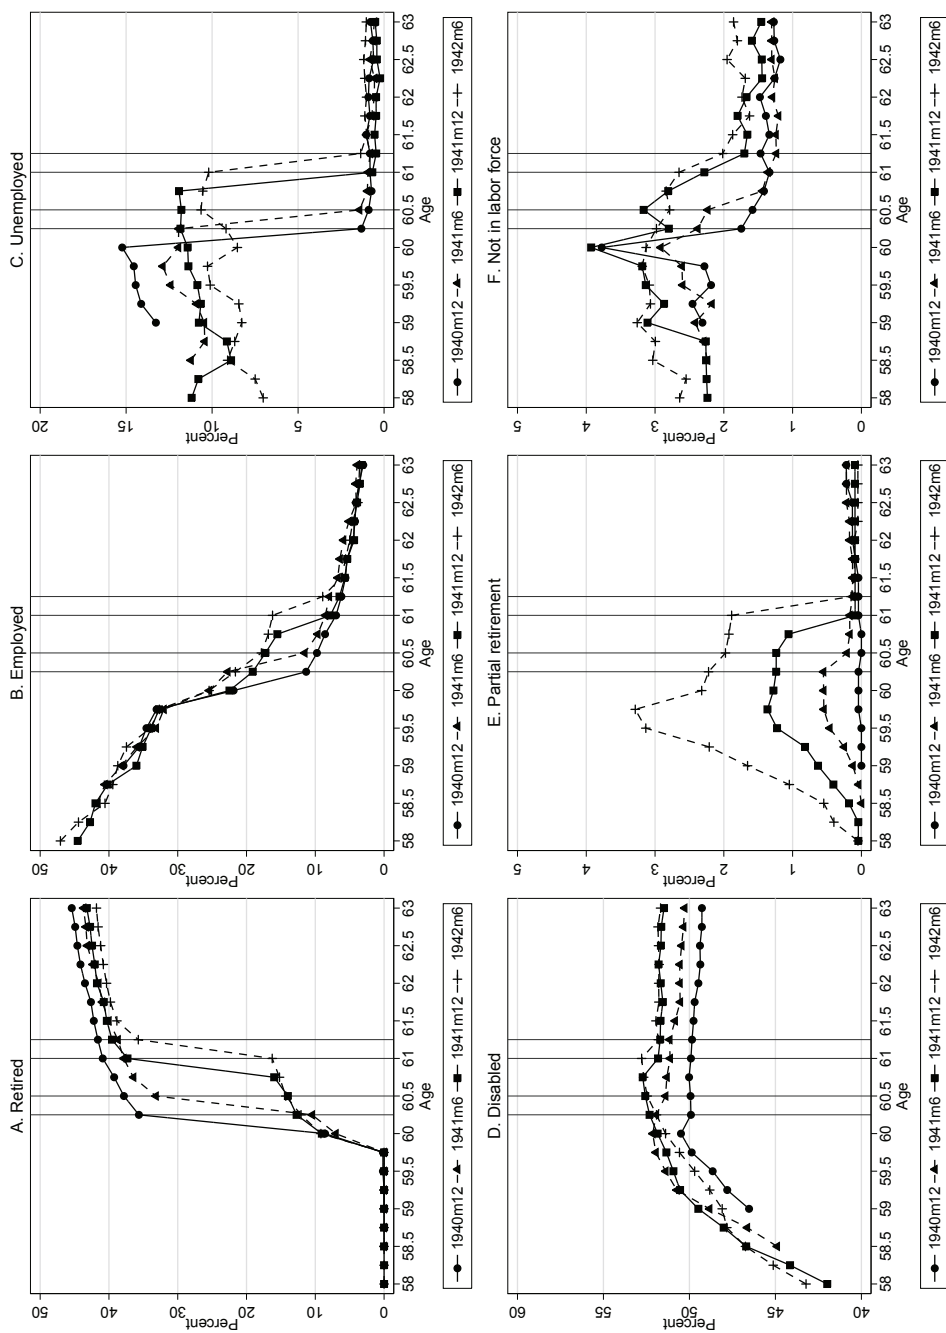 A. Retired
Percent
50
40
30
20
10
0
58 58.5 59 59.5 60 60.5 61 61.5 62 62.5 63
Age
1940m12 1941m6 1941m12 1942m6
B. Employed
Percent
50
40
30
20
10
0
58 58.5 59 59.5 60 60.5 61 61.5 62 62.5 63
Age
1940m12 1941m6 1941m12 1942m6
C. Unemployed
Percent
20
15
10
5
0
58 58.5 59 59.5 60 60.5 61 61.5 62 62.5 63
Age
1940m12 1941m6 1941m12 1942m6
D. Disabled
Percent
60
55
50
45
40
58 58.5 59 59.5 60 60.5 61 61.5 62 62.5 63
Age
1940m12 1941m6 1941m12 1942m6
E. Partial retirement
Percent
5
4
3
2
1
0
58 58.5 59 59.5 60 60.5 61 61.5 62 62.5 63
Age
1940m12 1941m6 1941m12 1942m6
F. Not in labor force
Percent
5
4
3
2
1
0
58 58.5 59 59.5 60 60.5 61 61.5 62 62.5 63
Age
1940m12 1941m6 1941m12 1942m6